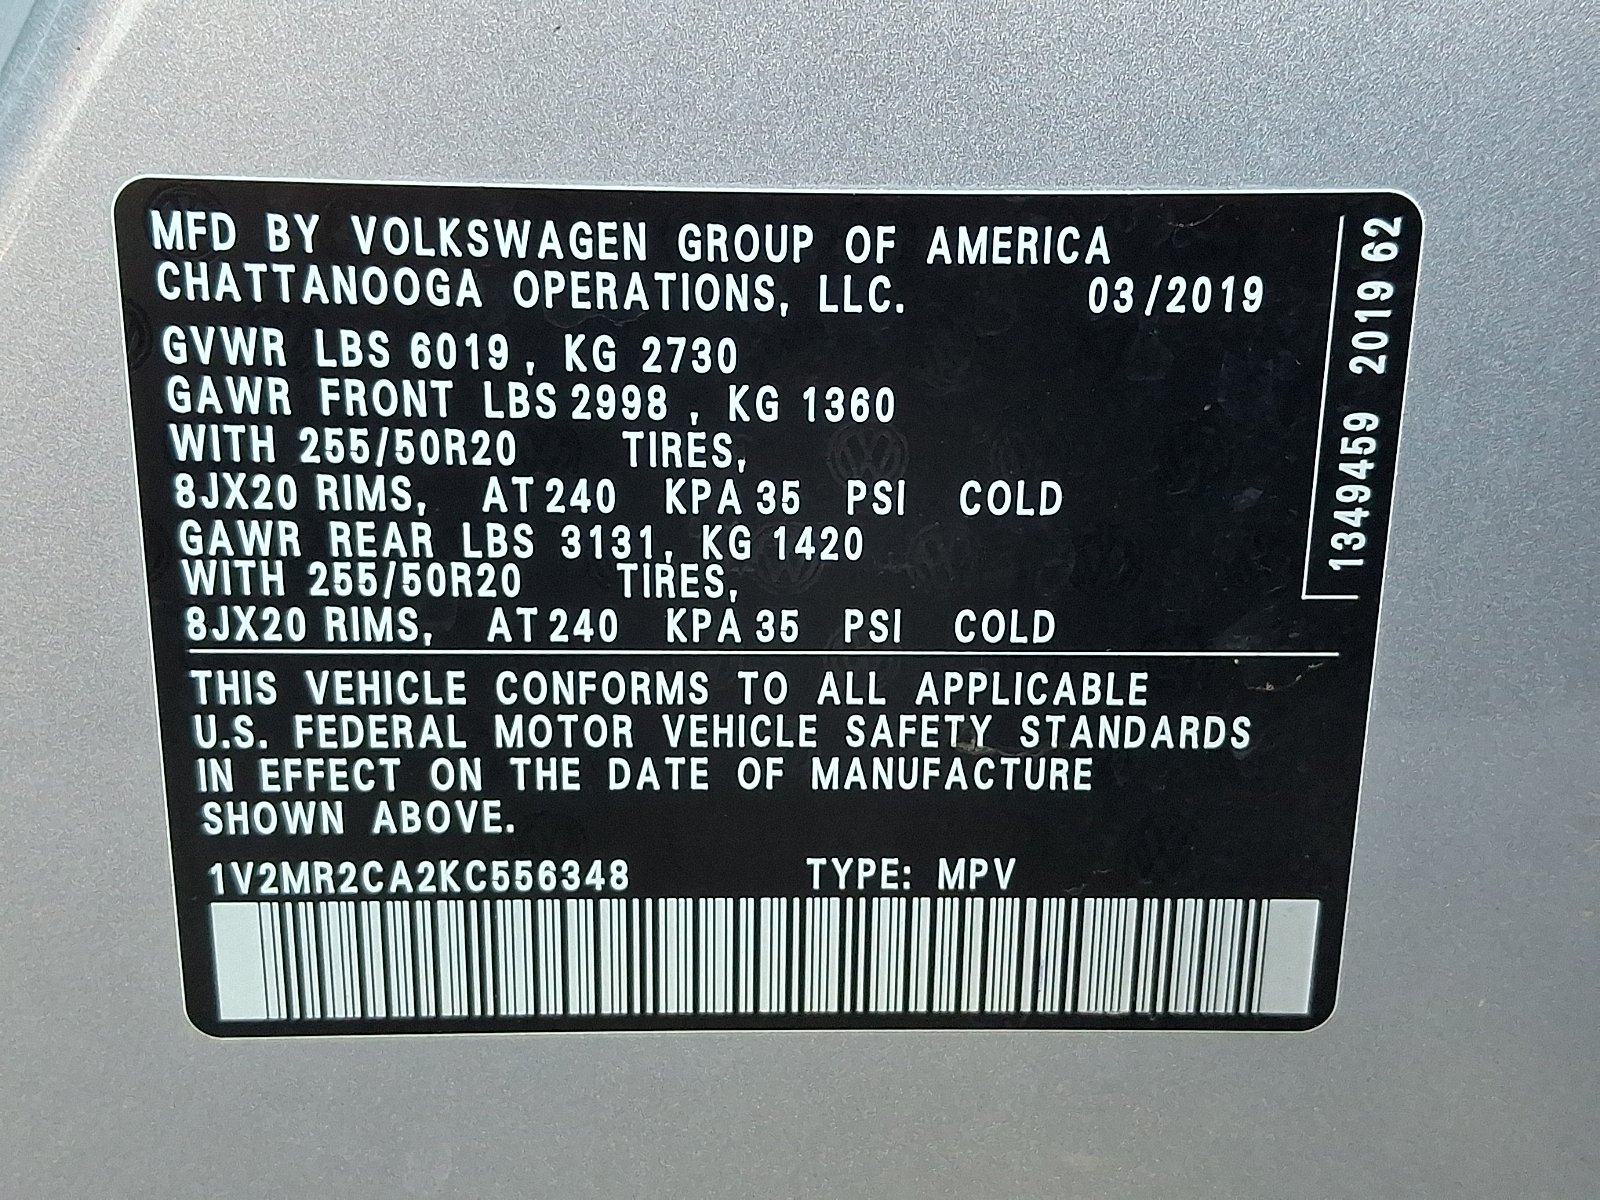 MFD BY VOLKSWAGEN GROUP OF AMERICA
CHATTANOOGA OPERATIONS, LLC. 03/2019
GVWR LBS 6019, KG 2730
GAWR FRONT LBS 2998, KG 1360
WITH 255/50R20 TIRES,
8JX20 RIMS, AT 240 KPA 35 PSI COLD
GAWR REAR LBS 3131, KG 1420
WITH 255/50R20 TIRES,
8JX20 RIMS, AT 240 KPA 35 PSI COLD
THIS VEHICLE CONFORMS TO ALL APPLICABLE
U.S. FEDERAL MOTOR VEHICLE SAFETY STANDARDS
IN EFFECT ON THE DATE OF MANUFACTURE
SHOWN ABOVE.
1V2MR2CA2KC556348 TYPE: MPV
1349459 2019 62